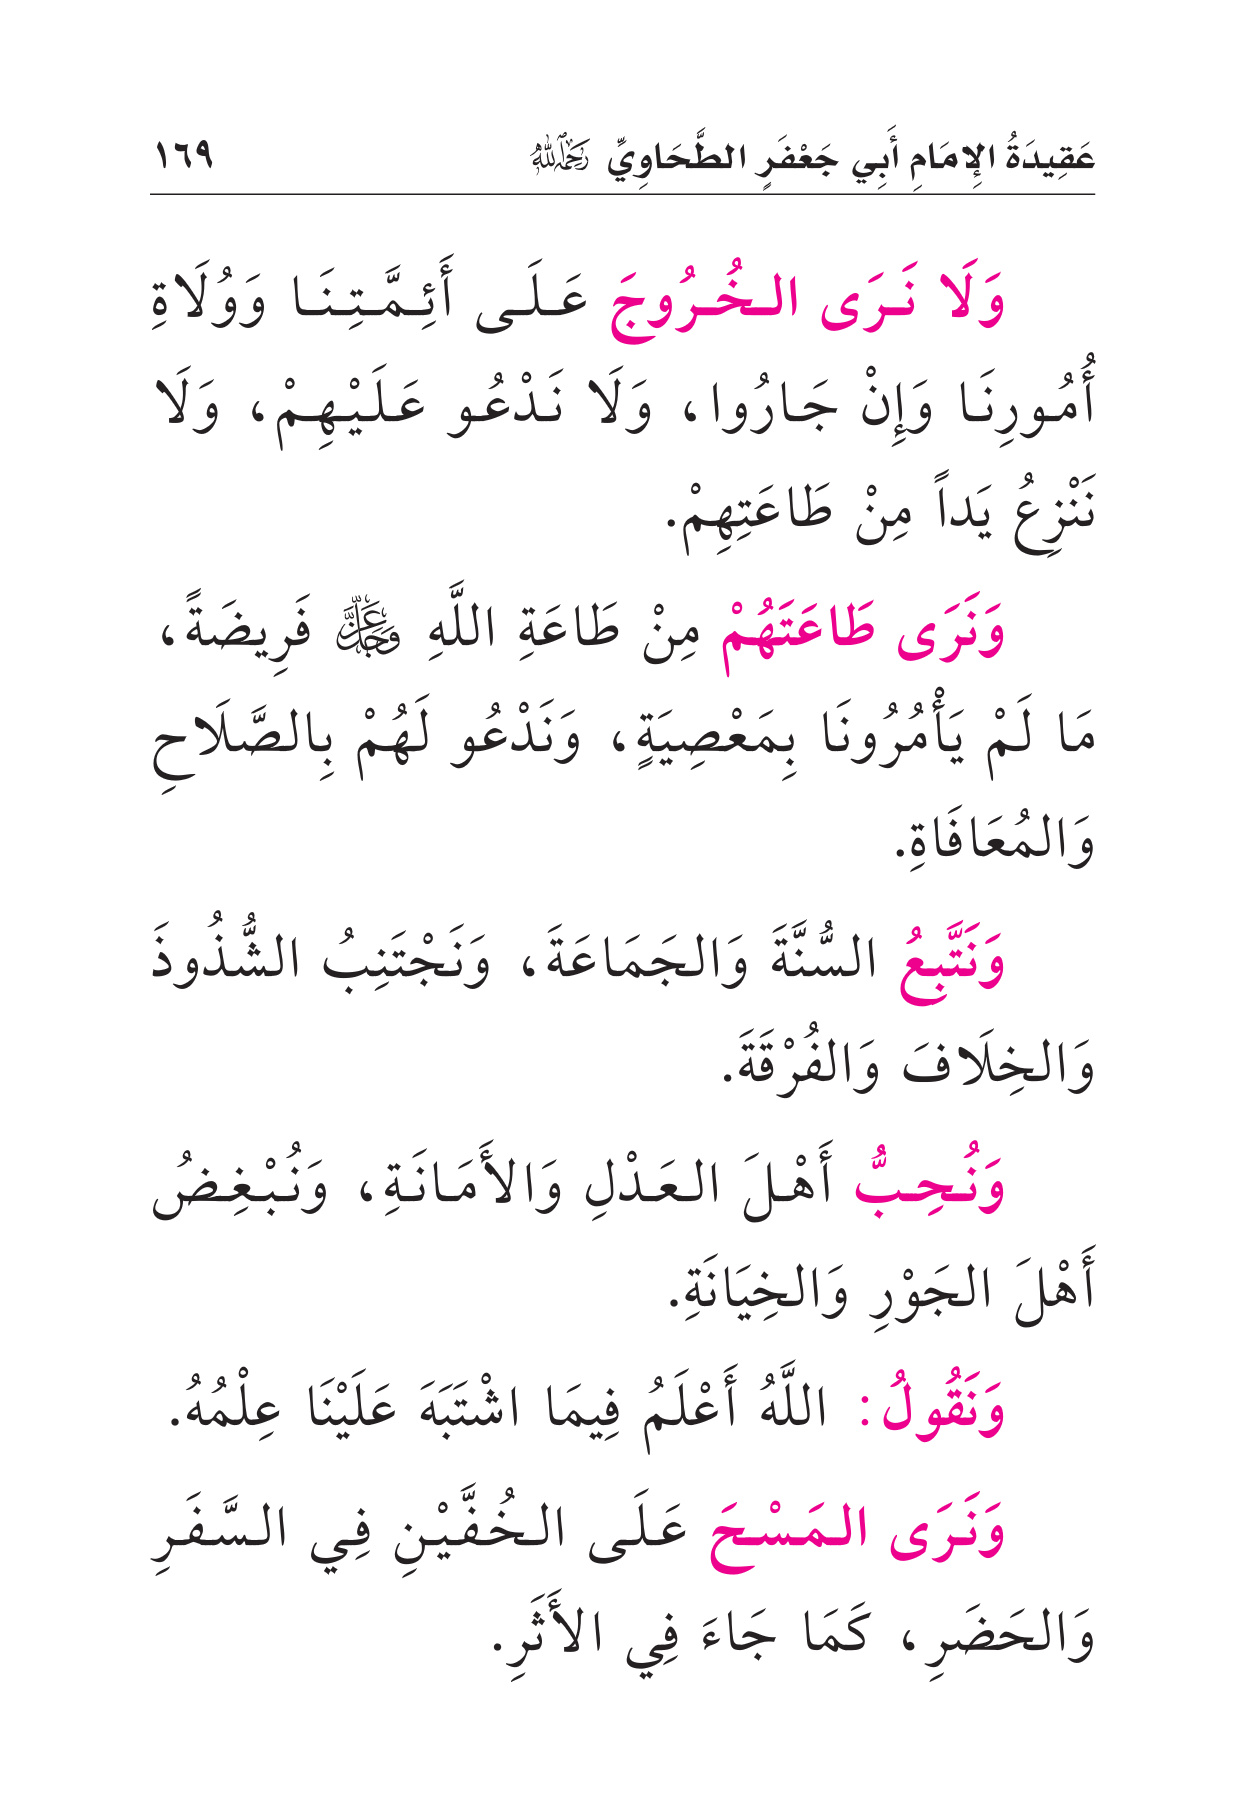 عَقِيدَةُ الإِمَامِ أَبِي جَعْفَرٍ الطَّحَاوِيِّ رَحِمَهُ اللَّهُ ١٦٩
وَلَا نَرَى الخُرُوجَ عَلَى أَئِمَّتِنَا وَوُلَاةِ
أُمُورِنَا وَإِنْ جَارُوا، وَلَا نَدْعُو عَلَيْهِمْ، وَلَا
نَنْزِعُ يَداً مِنْ طَاعَتِهِمْ.
وَنَرَى طَاعَتَهُمْ مِنْ طَاعَةِ اللَّهِ عَزَّ وَجَلَّ فَرِيضَةً،
مَا لَمْ يَأْمُرُونَا بِمَعْصِيَةٍ، وَنَدْعُو لَهُمْ بِالصَّلَاحِ
وَالمُعَافَاةِ.
وَنَتَّبِعُ السُّنَّةَ وَالجَمَاعَةَ، وَنَجْتَنِبُ الشُّذُوذَ
وَالخِلَافَ وَالفُرْقَةَ.
وَنُحِبُّ أَهْلَ العَدْلِ وَالأَمَانَةِ، وَنُبْغِضُ
أَهْلَ الجَوْرِ وَالخِيَانَةِ.
وَنَقُولُ: اللَّهُ أَعْلَمُ فِيمَا اشْتَبَهَ عَلَيْنَا عِلْمُهُ.
وَنَرَى المَسْحَ عَلَى الخُفَّيْنِ فِي السَّفَرِ
وَالحَضَرِ، كَمَا جَاءَ فِي الأَثَرِ.